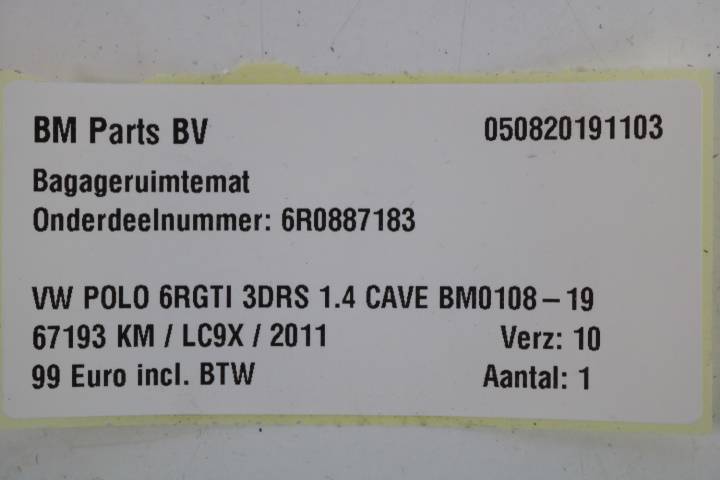 BM Parts BV 050820191103
Bagageruimtemat
Onderdeelnummer: 6R0887183
VW POLO 6RGTI 3DRS 1.4 CAVE BM0108-19
67193 KM / LC9X / 2011 Verz: 10
99 Euro incl. BTW Aantal: 1